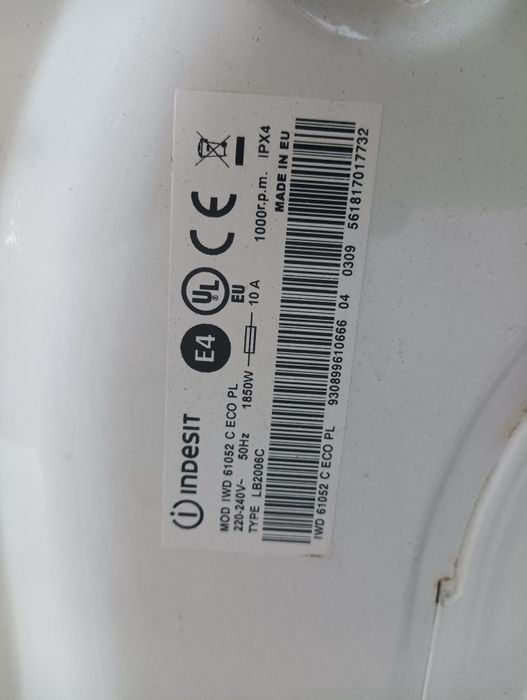 INDESIT
E4
UL
®
EU
CE
MOD IWD 61052 C ECO PL
220-240V~ 50Hz 1850W 10 A 1000r.p.m. IPX4
TYPE LB2006C
MADE IN EU
IWD 61052 C ECO PL 930899610666 04 0309 561817017732